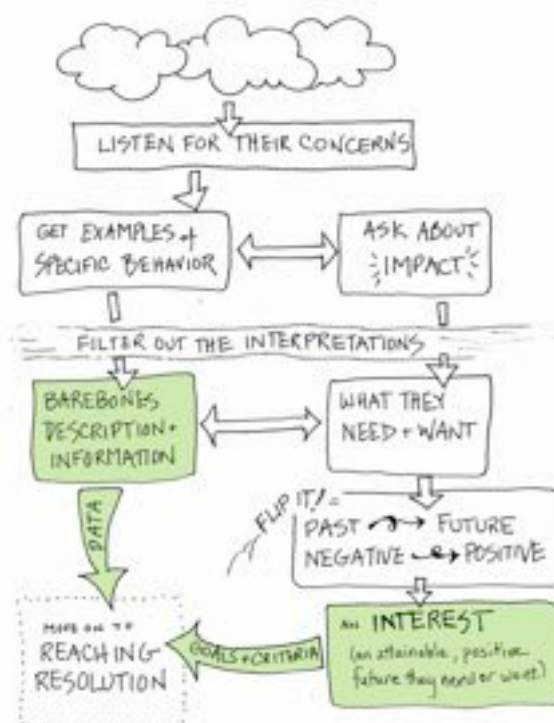 LISTEN FOR THEIR CONCERNS
GET EXAMPLES of
SPECIFIC BEHAVIOR
ASK ABOUT
IMPACT
FILTER OUT THE INTERPRETATIONS
BAREBONES
DESCRIPTION +
INFORMATION
WHAT THEY
NEED + WANT
FLIP IT!
PAST FUTURE
NEGATIVE POSITIVE
DATA
MOVE ON TO
REACHING
RESOLUTION
GOALS + CRITERIA
AN INTEREST
(an attainable, positive
future they need or want)